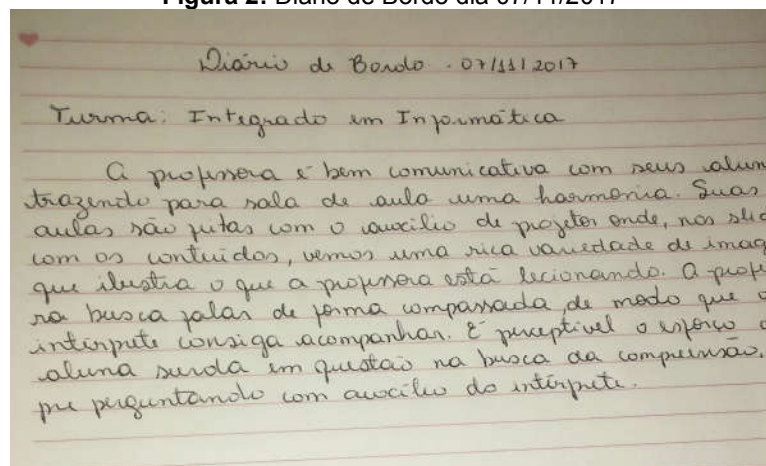 Figura 2: Diário de Bordo dia 07/11/2017
Diário de Bordo - 07/11/2017
Turma: Integrado em Informática
A professora é bem comunicativa com seus alun
trazendo para sala de aula uma harmonia. Suas
aulas são feitas com o auxílio de projetor onde, nos slid
com os conteúdos, vemos uma rica variedade de imag
que ilustra o que a professora está lecionando. A profe
ra busca falar de forma compassada, de modo que o
intérprete consiga acompanhar. É perceptível o esforço d
aluna surda em questão na busca da compreensão,
pre perguntando com auxílio do intérprete.